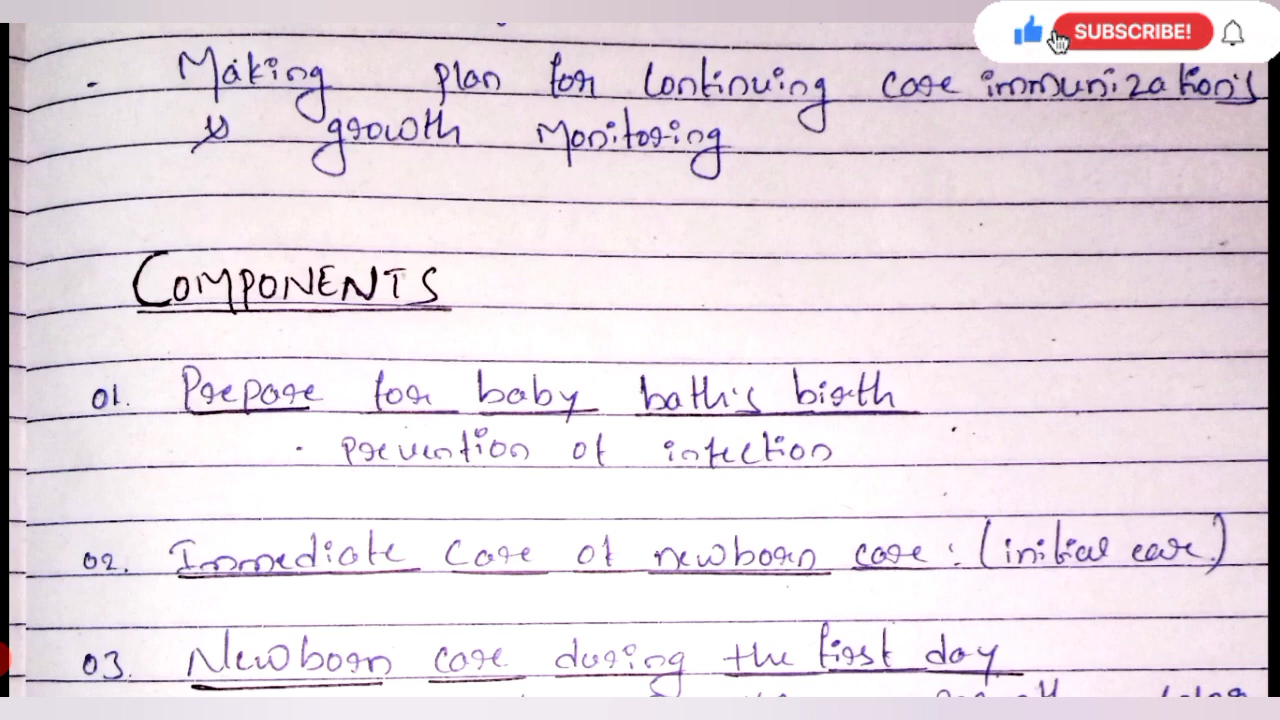 SUBSCRIBE!
- Making plan for continuing care immunization's
& growth Monitoring
COMPONENTS
01. Prepare for baby bath's birth
· prevention of infection
02. Immediate care of newborn care: (initial care)
03. Newborn care during the first day